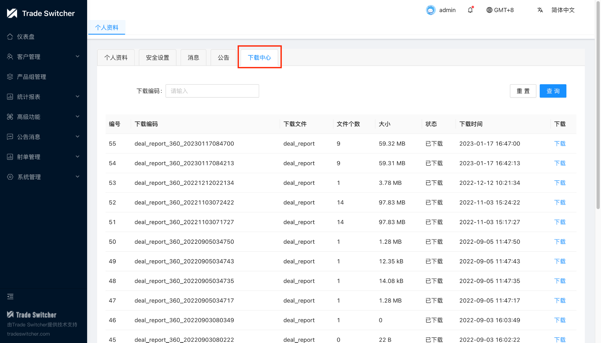 Trade Switcher
admin
GMT+8
简体中文
个人资料
仪表盘
客户管理
产品组管理
统计报表
高级功能
公告消息
射单管理
系统管理
Trade Switcher
由Trade Switcher提供技术支持
tradeswitcher.com
个人资料 安全设置 消息 公告 下载中心
下载编码: 请输入 重 置 查 询
编号 下载编码 下载文件 文件个数 大小 状态 下载时间 下载
55 deal_report_360_20230117084700 deal_report 9 59.32 MB 已下载 2023-01-17 16:47:00 下载
54 deal_report_360_20230117084213 deal_report 9 59.31 MB 已下载 2023-01-17 16:42:13 下载
53 deal_report_360_20221212022134 deal_report 1 3.78 MB 已下载 2022-12-12 10:21:34 下载
52 deal_report_360_20221103072422 deal_report 14 97.83 MB 已下载 2022-11-03 15:24:22 下载
51 deal_report_360_20221103071727 deal_report 14 97.83 MB 已下载 2022-11-03 15:17:27 下载
50 deal_report_360_20220905034750 deal_report 1 1.28 MB 已下载 2022-09-05 11:47:50 下载
49 deal_report_360_20220905034743 deal_report 1 12.35 kB 已下载 2022-09-05 11:47:43 下载
48 deal_report_360_20220905034735 deal_report 1 14.08 kB 已下载 2022-09-05 11:47:35 下载
47 deal_report_360_20220905034717 deal_report 1 1.28 MB 已下载 2022-09-05 11:47:17 下载
46 deal_report_360_20220903080349 deal_report 1 0 已下载 2022-09-03 16:03:49 下载
45 deal_report_360_20220903080222 deal_report 0 22 B 已下载 2022-09-03 16:02:22 下载